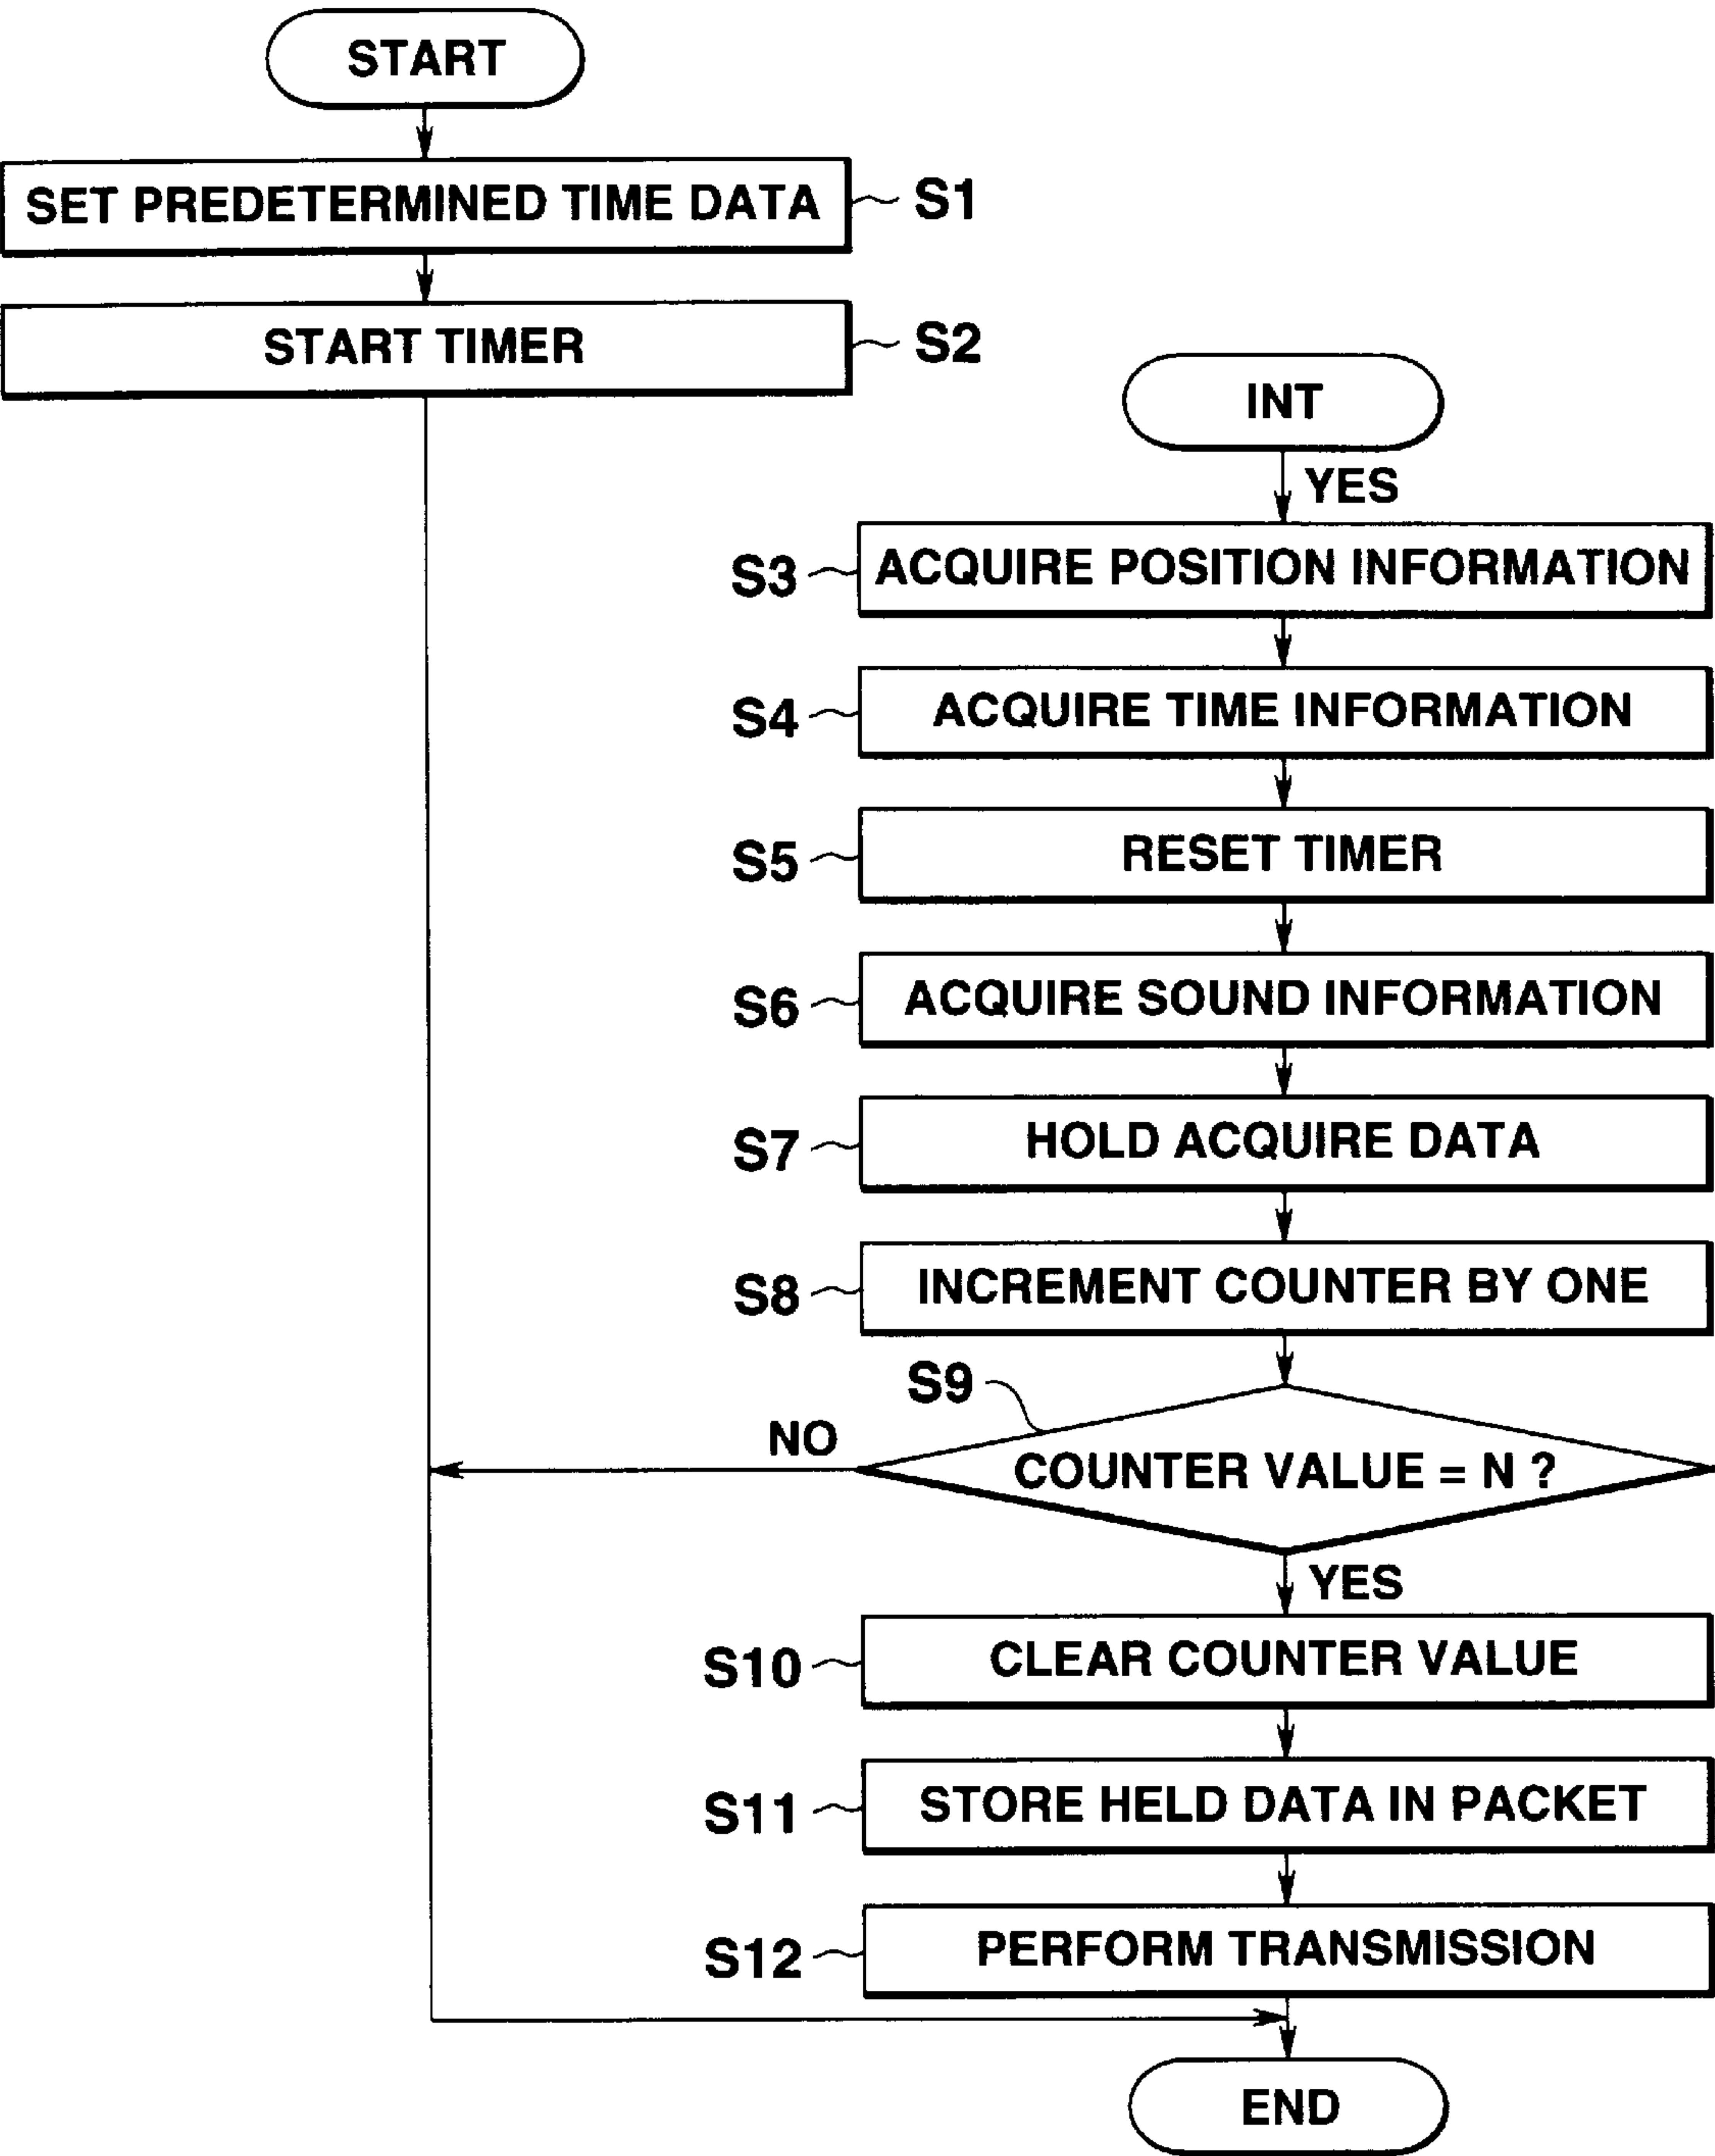 START
SET PREDETERMINED TIME DATA S1
START TIMER S2
INT
YES
S3 ACQUIRE POSITION INFORMATION
S4 ACQUIRE TIME INFORMATION
S5 RESET TIMER
S6 ACQUIRE SOUND INFORMATION
S7 HOLD ACQUIRE DATA
S8 INCREMENT COUNTER BY ONE
S9
NO
COUNTER VALUE = N ?
YES
S10 CLEAR COUNTER VALUE
S11 STORE HELD DATA IN PACKET
S12 PERFORM TRANSMISSION
END